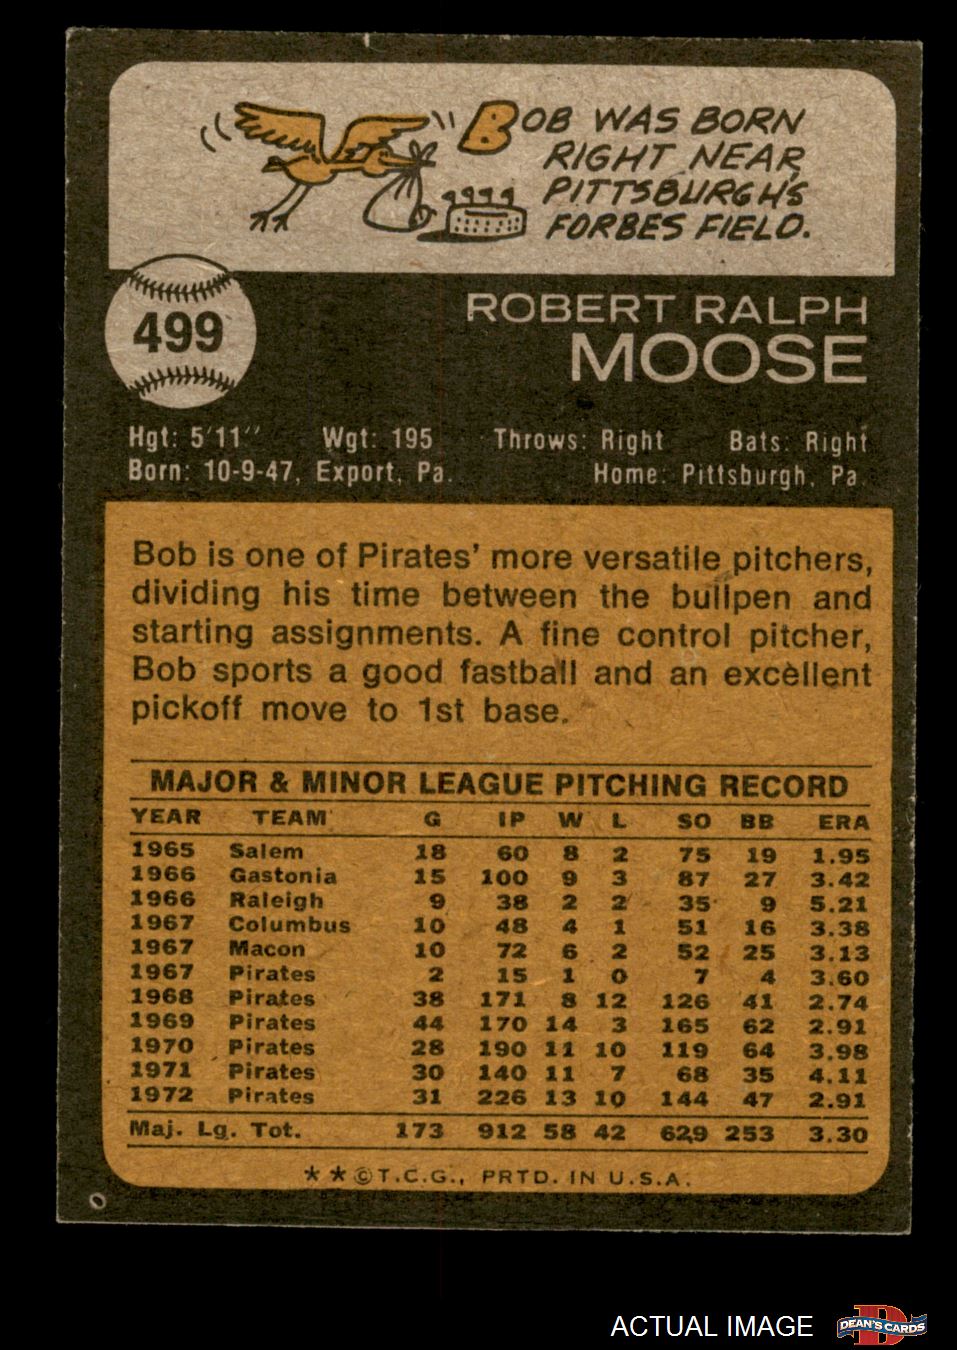 BOB WAS BORN
RIGHT NEAR
PITTSBURGH'S
FORBES FIELD.
499
ROBERT RALPH
MOOSE
Hgt: 5'11" Wgt: 195 Throws: Right Bats: Right
Born: 10-9-47, Export, Pa. Home: Pittsburgh, Pa.
Bob is one of Pirates' more versatile pitchers,
dividing his time between the bullpen and
starting assignments. A fine control pitcher,
Bob sports a good fastball and an excellent
pickoff move to 1st base.
MAJOR & MINOR LEAGUE PITCHING RECORD
YEAR TEAM G IP W L SO BB ERA
1965 Salem 18 60 8 2 75 19 1.95
1966 Gastonia 15 100 9 3 87 27 3.42
1966 Raleigh 9 38 2 2 35 9 5.21
1967 Columbus 10 48 4 1 51 16 3.38
1967 Macon 10 72 6 2 52 25 3.13
1967 Pirates 2 15 1 0 7 4 3.60
1968 Pirates 38 171 8 12 126 41 2.74
1969 Pirates 44 170 14 3 165 62 2.91
1970 Pirates 28 190 11 10 119 64 3.98
1971 Pirates 30 140 11 7 68 35 4.11
1972 Pirates 31 226 13 10 144 47 2.91
Maj. Lg. Tot. 173 912 58 42 629 253 3.30
★ ★ © T.C.G., PRTD. IN U.S.A.
ACTUAL IMAGE
DEAN'S CARDS